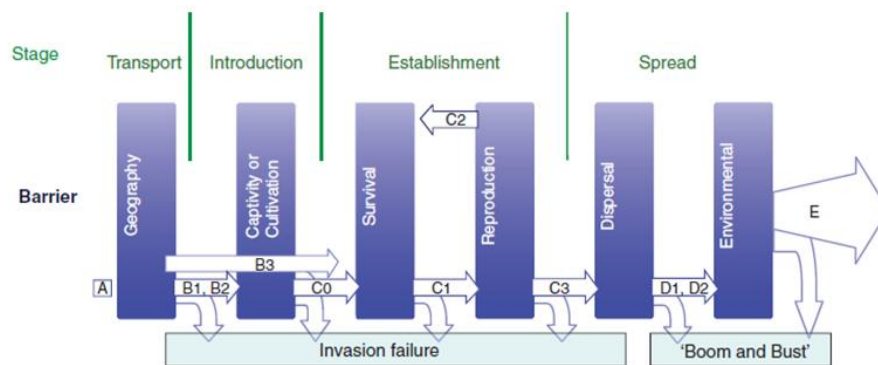 Stage
Transport
Introduction
Establishment
Spread
Barrier
Geography
Captivity or
Cultivation
Survival
Reproduction
Dispersal
Environmental
C2
E
B3
A
B1, B2
C0
C1
C3
D1, D2
Invasion failure
'Boom and Bust'